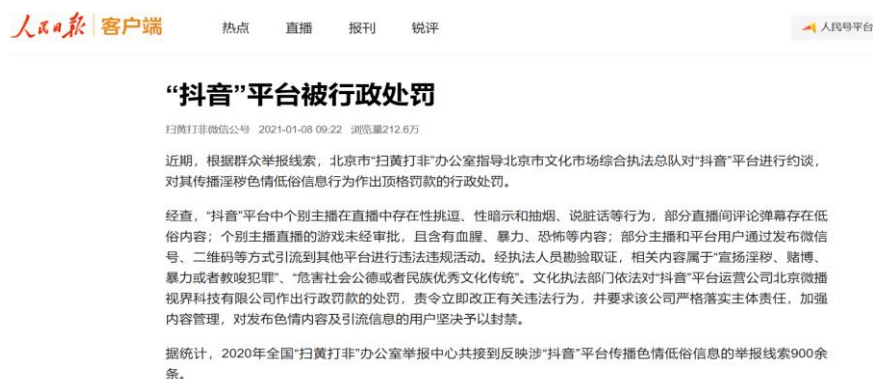 人民日报 客户端 热点 直播 报刊 锐评 人民号平台
“抖音”平台被行政处罚
扫黄打非微信公号 2021-01-08 09:22 浏览量212.6万
近期，根据群众举报线索，北京市“扫黄打非”办公室指导北京市文化市场综合执法总队对“抖音”平台进行约谈，
对其传播淫秽色情低俗信息行为作出顶格罚款的行政处罚。
经查，“抖音”平台中个别主播在直播中存在性挑逗、性暗示和抽烟、说脏话等行为，部分直播间评论弹幕存在低
俗内容；个别主播直播的游戏未经审批，且含有血腥、暴力、恐怖等内容；部分主播和平台用户通过发布微信
号、二维码等方式引流到其他平台进行违法违规活动。经执法人员勘验取证，相关内容属于“宣扬淫秽、赌博、
暴力或者教唆犯罪”、“危害社会公德或者民族优秀文化传统”。文化执法部门依法对“抖音”平台运营公司北京微播
视界科技有限公司作出行政罚款的处罚，责令立即改正有关违法行为，并要求该公司严格落实主体责任，加强
内容管理，对发布色情内容及引流信息的用户坚决予以封禁。
据统计，2020年全国“扫黄打非”办公室举报中心共接到反映涉“抖音”平台传播色情低俗信息的举报线索900余
条。